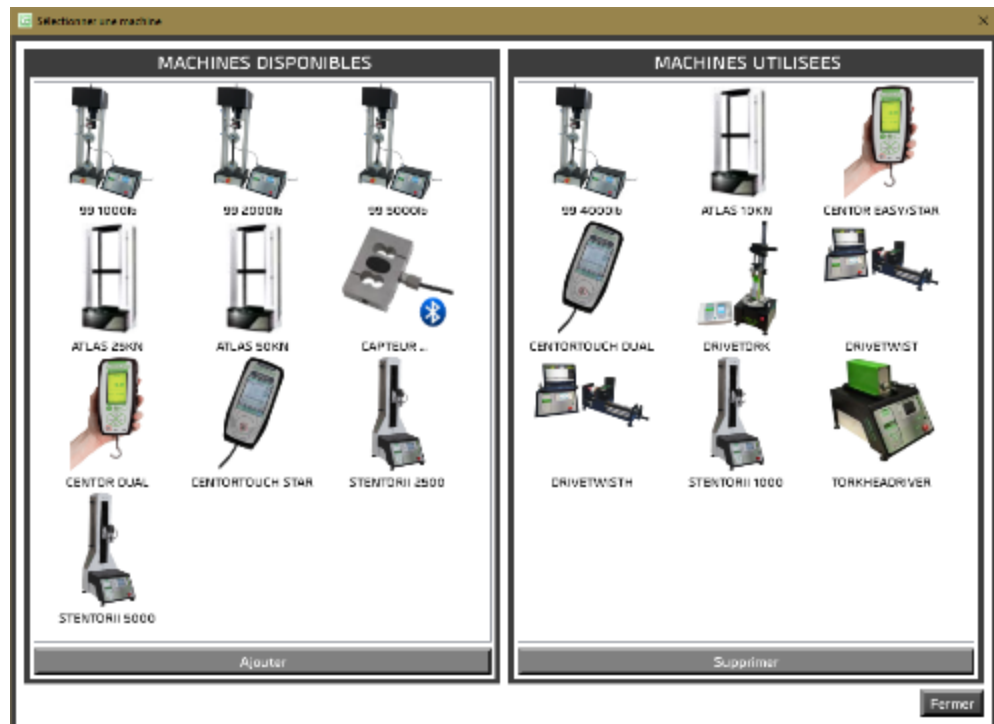 Sélectionner une machine
MACHINES DISPONIBLES
99 1000lb
99 2000lb
99 5000lb
ATLAS 25KN
ATLAS 50KN
CAPTEUR ...
CENTOR DUAL
CENTORTOUCH STAR
STENTORII 2500
STENTORII 5000
Ajouter
MACHINES UTILISEES
99 4000lb
ATLAS 10KN
CENTOR EASY/STAR
CENTORTOUCH DUAL
DRIVETORK
DRIVETWIST
DRIVETWISTH
STENTORII 1000
TORKHEADRIVER
Supprimer
Fermer